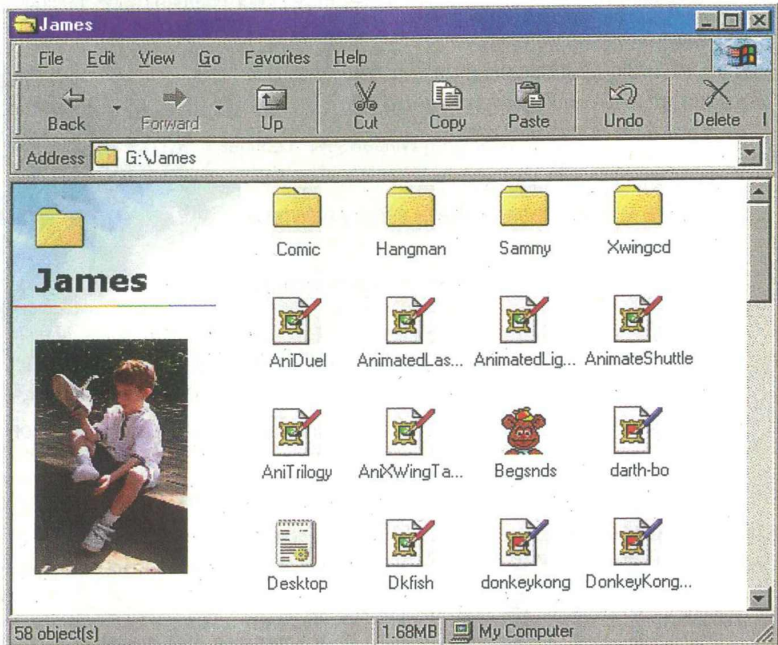 James
File Edit View Go Favorites Help
Back Forward Up Cut Copy Paste Undo Delete
Address G:\James
James
Comic Hangman Sammy Xwingcd
AniDuel AnimatedLas... AnimatedLig... AnimateShuttle
AniTrilogy AniXWingTa... Begsnds darth-bo
Desktop Dkfish donkeykong DonkeyKong...
58 object(s) 1.68MB My Computer